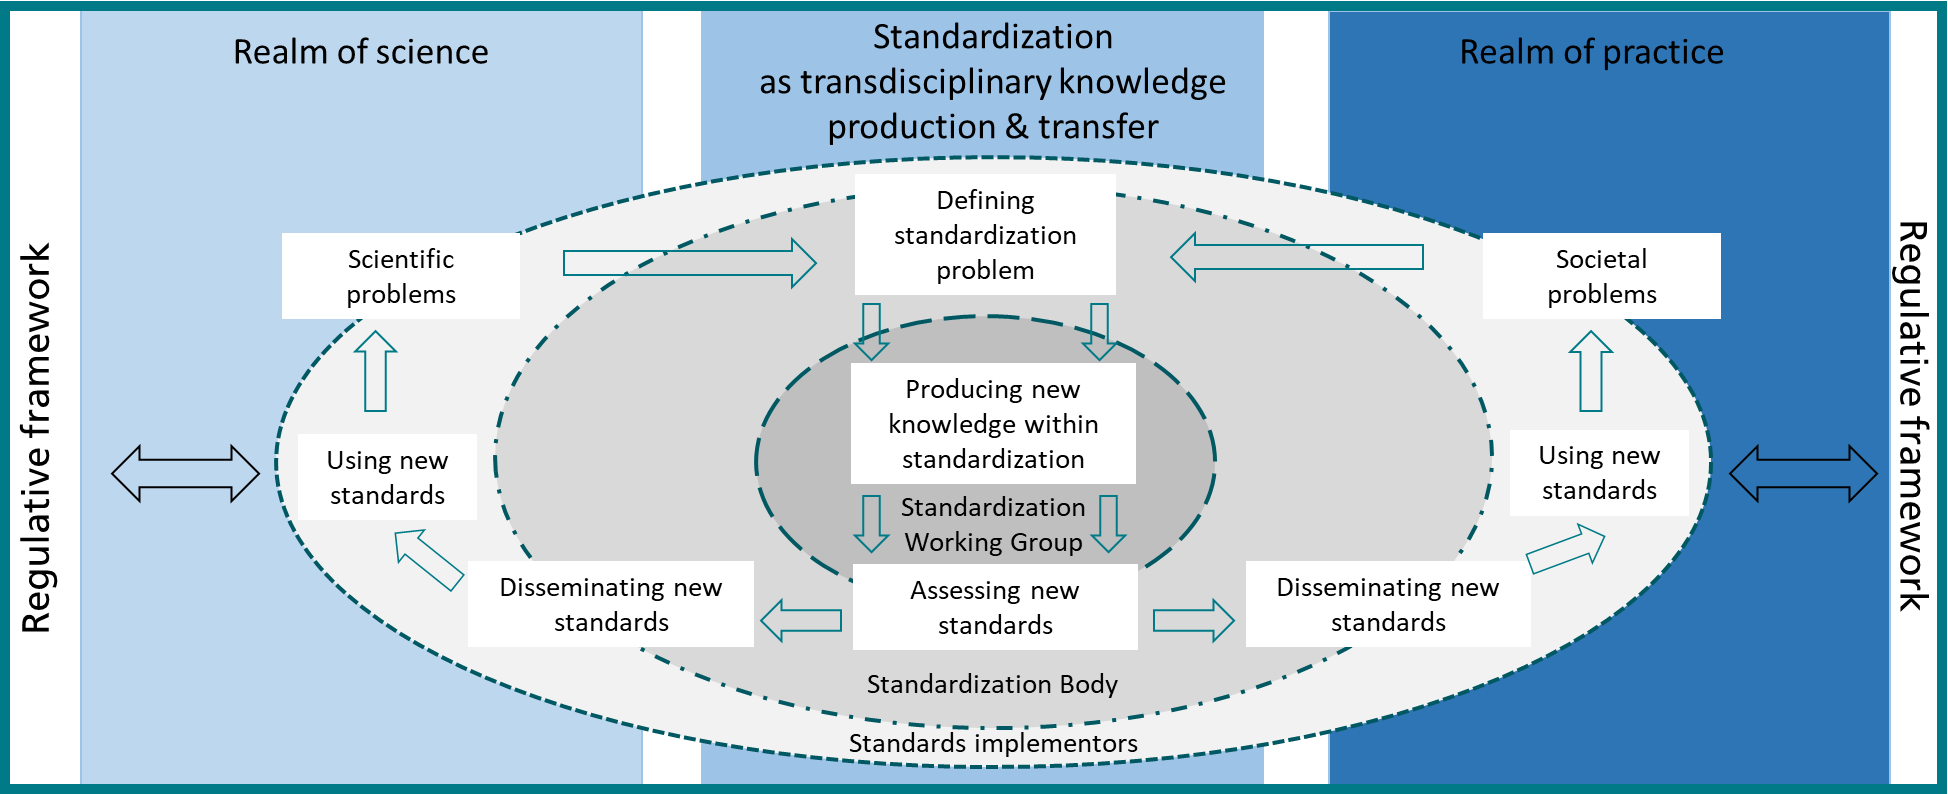 Realm of science
Standardization
as transdisciplinary knowledge
production & transfer
Realm of practice
Regulative framework
Scientific
problems
Defining
standardization
problem
Societal
problems
Regulative framework
Producing new
knowledge within
standardization
Using new
standards
Using new
standards
Standardization
Working Group
Disseminating new
standards
Assessing new
standards
Disseminating new
standards
Standardization Body
Standards implementors